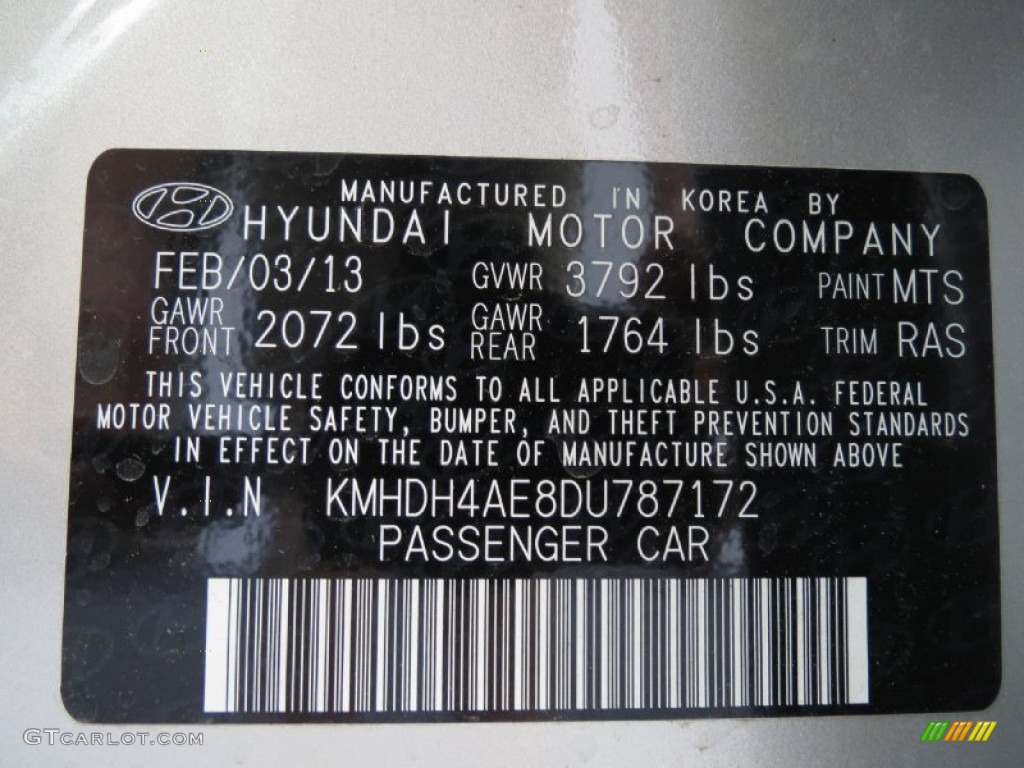 MANUFACTURED IN KOREA BY
HYUNDAI MOTOR COMPANY
FEB/03/13 GVWR 3792 lbs PAINT MTS
GAWR FRONT 2072 lbs GAWR REAR 1764 lbs TRIM RAS
THIS VEHICLE CONFORMS TO ALL APPLICABLE U.S.A. FEDERAL
MOTOR VEHICLE SAFETY, BUMPER, AND THEFT PREVENTION STANDARDS
IN EFFECT ON THE DATE OF MANUFACTURE SHOWN ABOVE
V.I.N KMHDH4AE8DU787172
PASSENGER CAR
GTCARLOT.COM